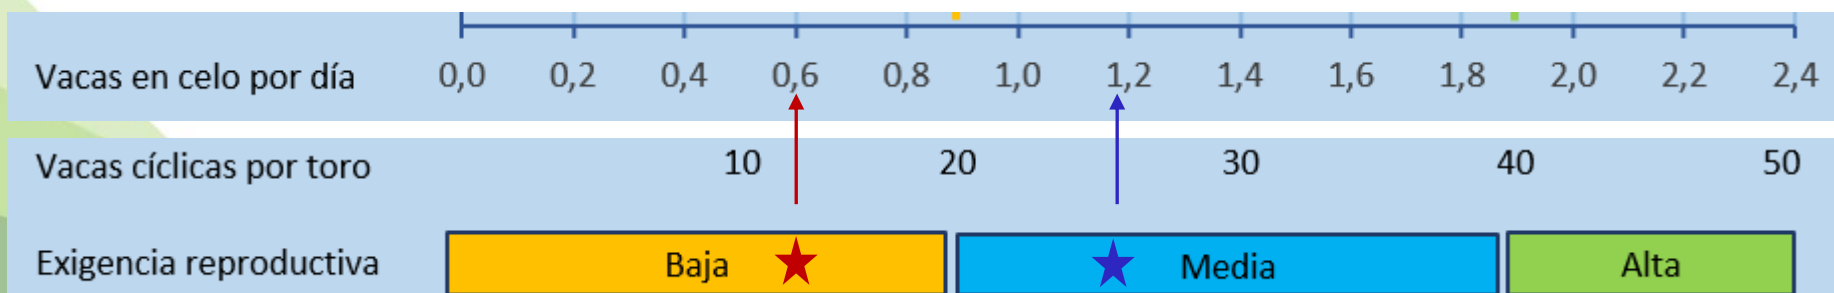 Vacas en celo por día 0,0 0,2 0,4 0,6 0,8 1,0 1,2 1,4 1,6 1,8 2,0 2,2 2,4
Vacas cíclicas por toro 10 20 30 40 50
Exigencia reproductiva Baja Media Alta